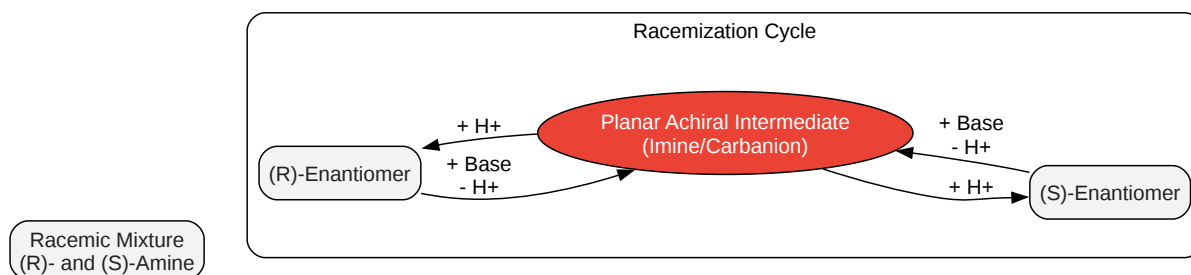 Racemization Cycle
Planar Achiral Intermediate
(Imine/Carbanion)
+ H+
+ Base
- H+
(R)-Enantiomer
+ Base
- H+
+ H+
(S)-Enantiomer
Racemic Mixture
(R)- and (S)-Amine